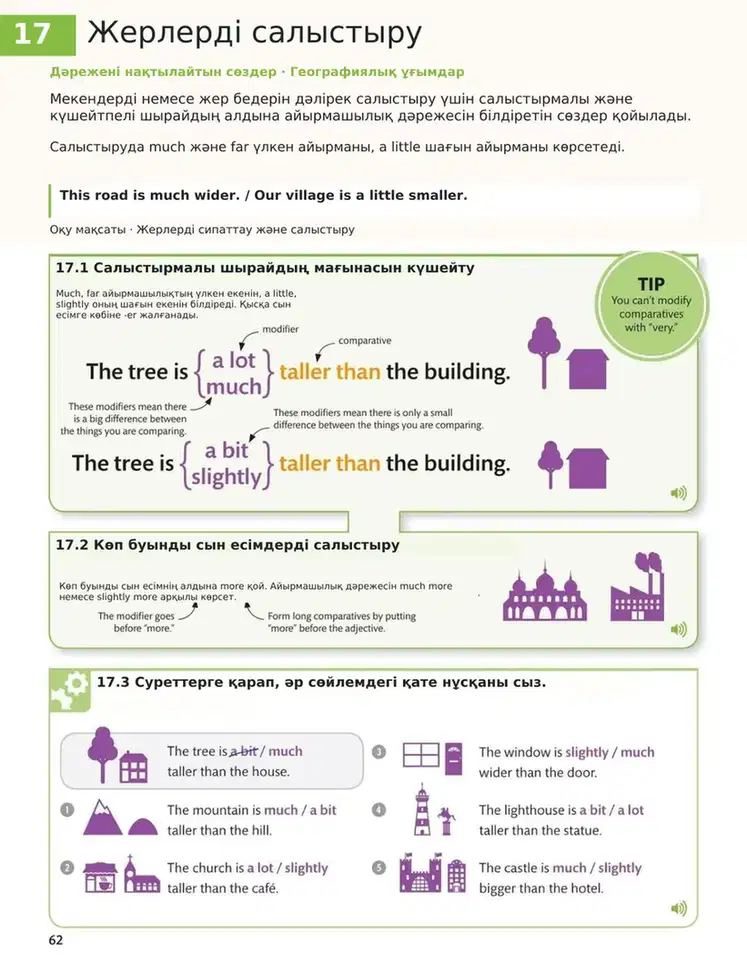 17 Жерлерді салыстыру
Дәрежені нақтылайтын сөздер · Географиялық ұғымдар
Мекендерді немесе жер бедерін дәлірек салыстыру үшін салыстырмалы және
күшейтпелі шырайдың алдына айырмашылық дәрежесін білдіретін сөздер қойылады.
Салыстыруда much және far үлкен айырманы, a little шағын айырманы көрсетеді.
This road is much wider. / Our village is a little smaller.
Оқу мақсаты · Жерлерді сипаттау және салыстыру
17.1 Салыстырмалы шырайдың мағынасын күшейту
Much, far айырмашылықтың үлкен екенін, a little,
slightly оның шағын екенін білдіреді. Қысқа сын
есімге көбіне -er жалғанады.
TIP
You can't modify
comparatives
with “very.”
modifier
comparative
The tree is { a lot much } taller than the building.
These modifiers mean there
is a big difference between
the things you are comparing.
These modifiers mean there is only a small
difference between the things you are comparing.
The tree is { a bit slightly } taller than the building.
17.2 Көп буынды сын есімдерді салыстыру
Көп буынды сын есімнің алдына more қой. Айырмашылық дәрежесін much more
немесе slightly more арқылы көрсет.
The modifier goes
before “more.”
Form long comparatives by putting
“more” before the adjective.
17.3 Суреттерге қарап, әр сөйлемдегі қате нұсқаны сыз.
The tree is a bit / much
taller than the house.
1 The mountain is much / a bit
taller than the hill.
2 The church is a lot / slightly
taller than the café.
3 The window is slightly / much
wider than the door.
4 The lighthouse is a bit / a lot
taller than the statue.
5 The castle is much / slightly
bigger than the hotel.
62